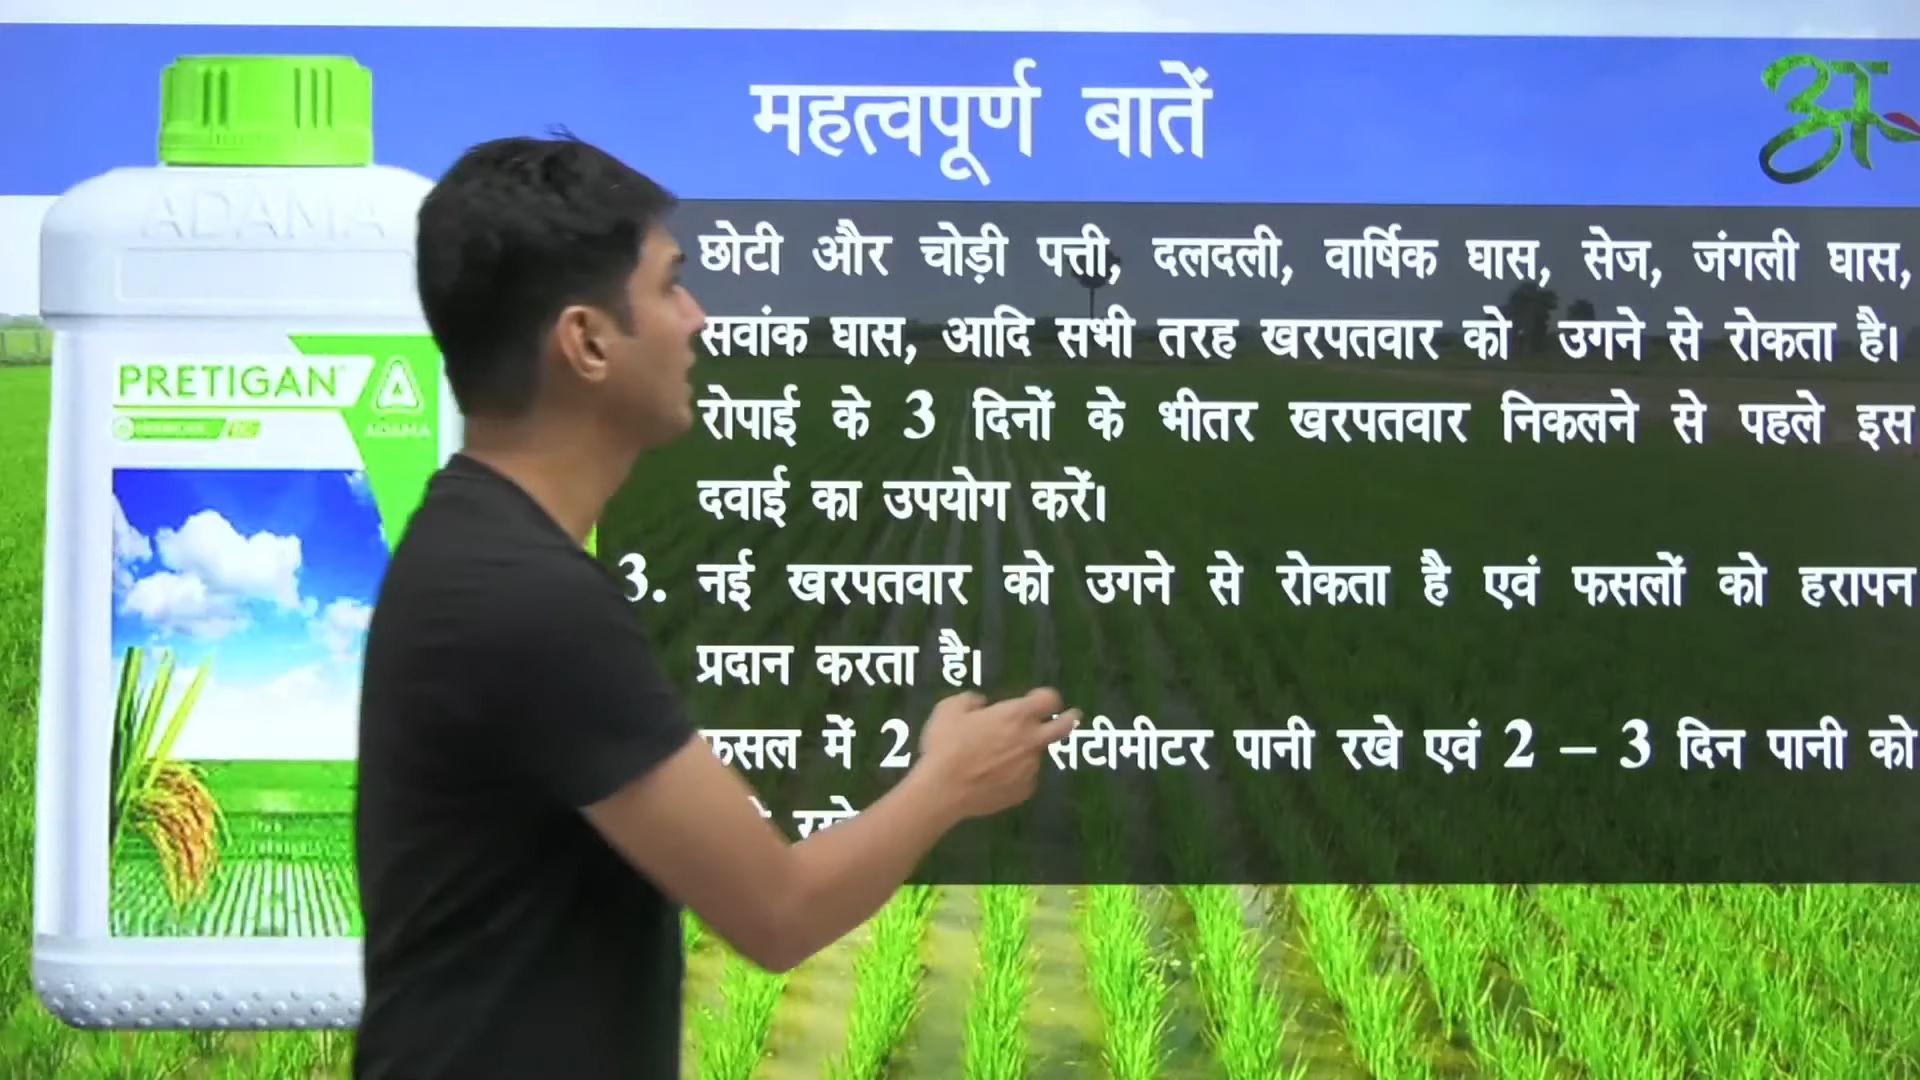 महत्वपूर्ण बातें
अ
ADAMA
PRETIGAN
ADAMA
छोटी और चोड़ी पत्ती, दलदली, वार्षिक घास, सेज, जंगली घास,
सवांक घास, आदि सभी तरह खरपतवार को उगने से रोकता है।
रोपाई के 3 दिनों के भीतर खरपतवार निकलने से पहले इस
दवाई का उपयोग करें।
3. नई खरपतवार को उगने से रोकता है एवं फसलों को हरापन
प्रदान करता है।
फसल में 2 सेंटीमीटर पानी रखे एवं 2 – 3 दिन पानी को
रखे